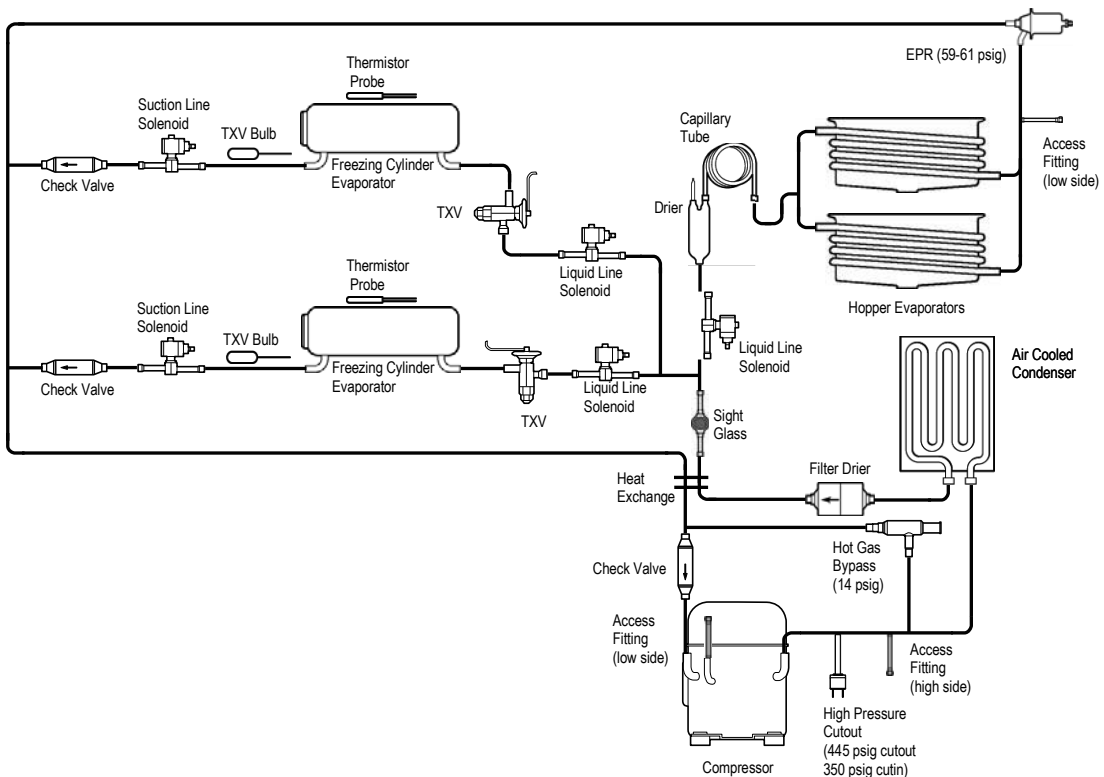 EPR (59-61 psig)
Thermistor
Probe
Suction Line
Solenoid
TXV Bulb
Capillary
Tube
Access
Fitting
(low side)
Check Valve
Freezing Cylinder
Evaporator
Drier
TXV
Liquid Line
Solenoid
Hopper Evaporators
Thermistor
Probe
Suction Line
Solenoid
TXV Bulb
Liquid Line
Solenoid
Air Cooled
Condenser
Check Valve
Freezing Cylinder
Evaporator
Liquid Line
Solenoid
TXV
Sight
Glass
Heat
Exchange
Filter Drier
Hot Gas
Bypass
(14 psig)
Check Valve
Access
Fitting
(low side)
Access
Fitting
(high side)
High Pressure
Cutout
(445 psig cutout
350 psig cutin)
Compressor